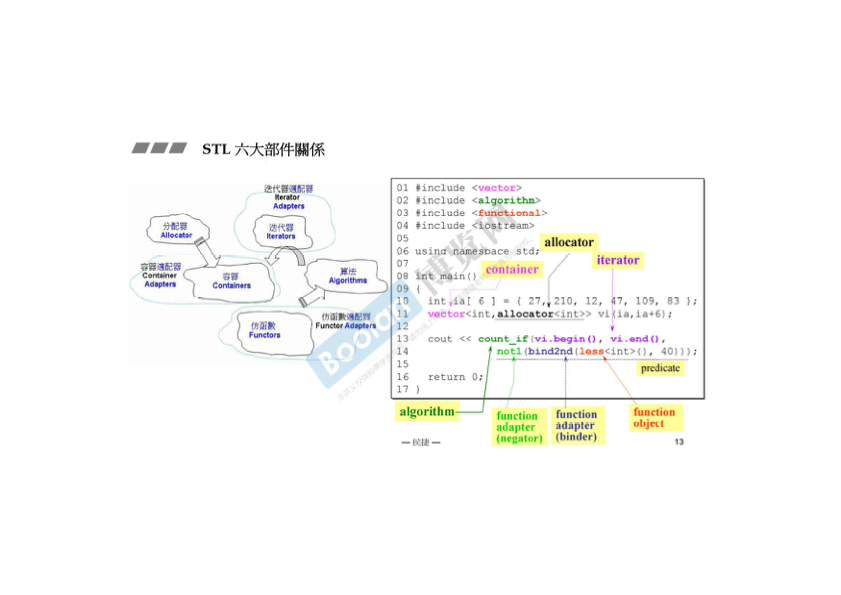 STL 六大部件關係
迭代器適配器
Iterator
Adapters
分配器
Allocator
迭代器
Iterators
容器適配器
Container
Adapters
容器
Containers
算法
Algorithms
仿函數
Functors
仿函數適配器
Functor Adapters
01 #include <vector>
02 #include <algorithm>
03 #include <functional>
04 #include <iostream>
05
06 using namespace std;
07
08 int main()
09 {
10 int ia[ 6 ] = { 27, 210, 12, 47, 109, 83 };
11 vector<int,allocator<int>> vi(ia,ia+6);
12
13 cout << count_if(vi.begin(), vi.end(),
14 not1(bind2nd(less<int>(), 40)));
15
16 return 0;
17 }
allocator
iterator
container
predicate
algorithm
function
adapter
(negator)
function
adapter
(binder)
function
object
Boolan 博览网
— 侯捷 —
13